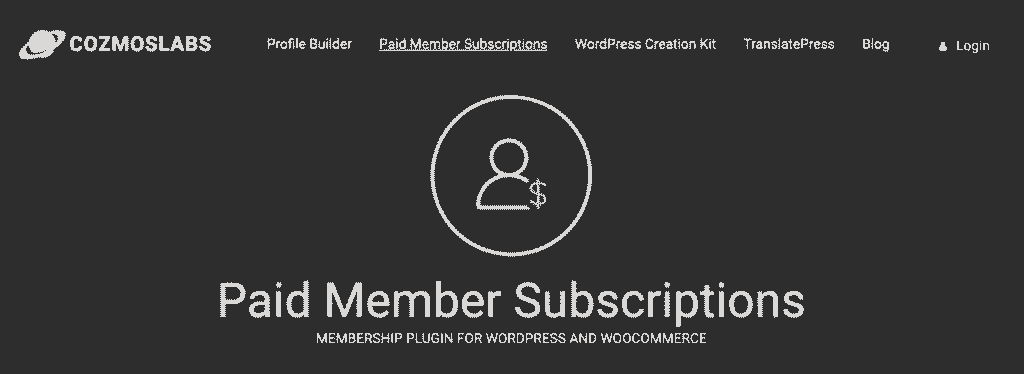 COZMOSLABS Profile Builder Paid Member Subscriptions WordPress Creation Kit TranslatePress Blog Login
$
Paid Member Subscriptions
MEMBERSHIP PLUGIN FOR WORDPRESS AND WOOCOMMERCE